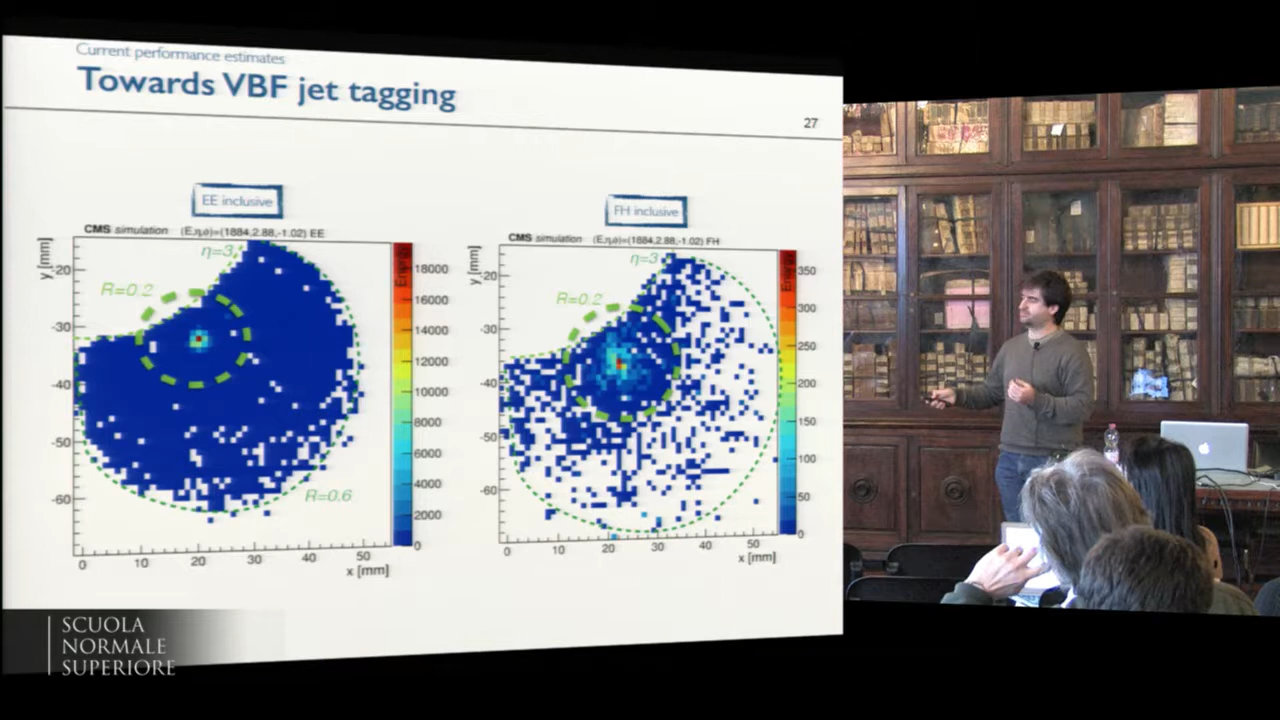 Current performance estimates
Towards VBF jet tagging
27
EE inclusive
CMS simulation (E,η,φ)=(1884,2.88,-1.02) EE
y [mm]
η=3
R=0.2
R=0.6
-20
-30
-40
-50
-60
0 10 20 30 40 50
x [mm]
18000
16000
14000
12000
10000
8000
6000
4000
2000
0
FH inclusive
CMS simulation (E,η,φ)=(1884,2.88,-1.02) FH
y [mm]
η=3
R=0.2
-20
-30
-40
-50
-60
0 10 20 30 40 50
x [mm]
350
300
250
200
150
100
50
0
SCUOLA
NORMALE
SUPERIORE